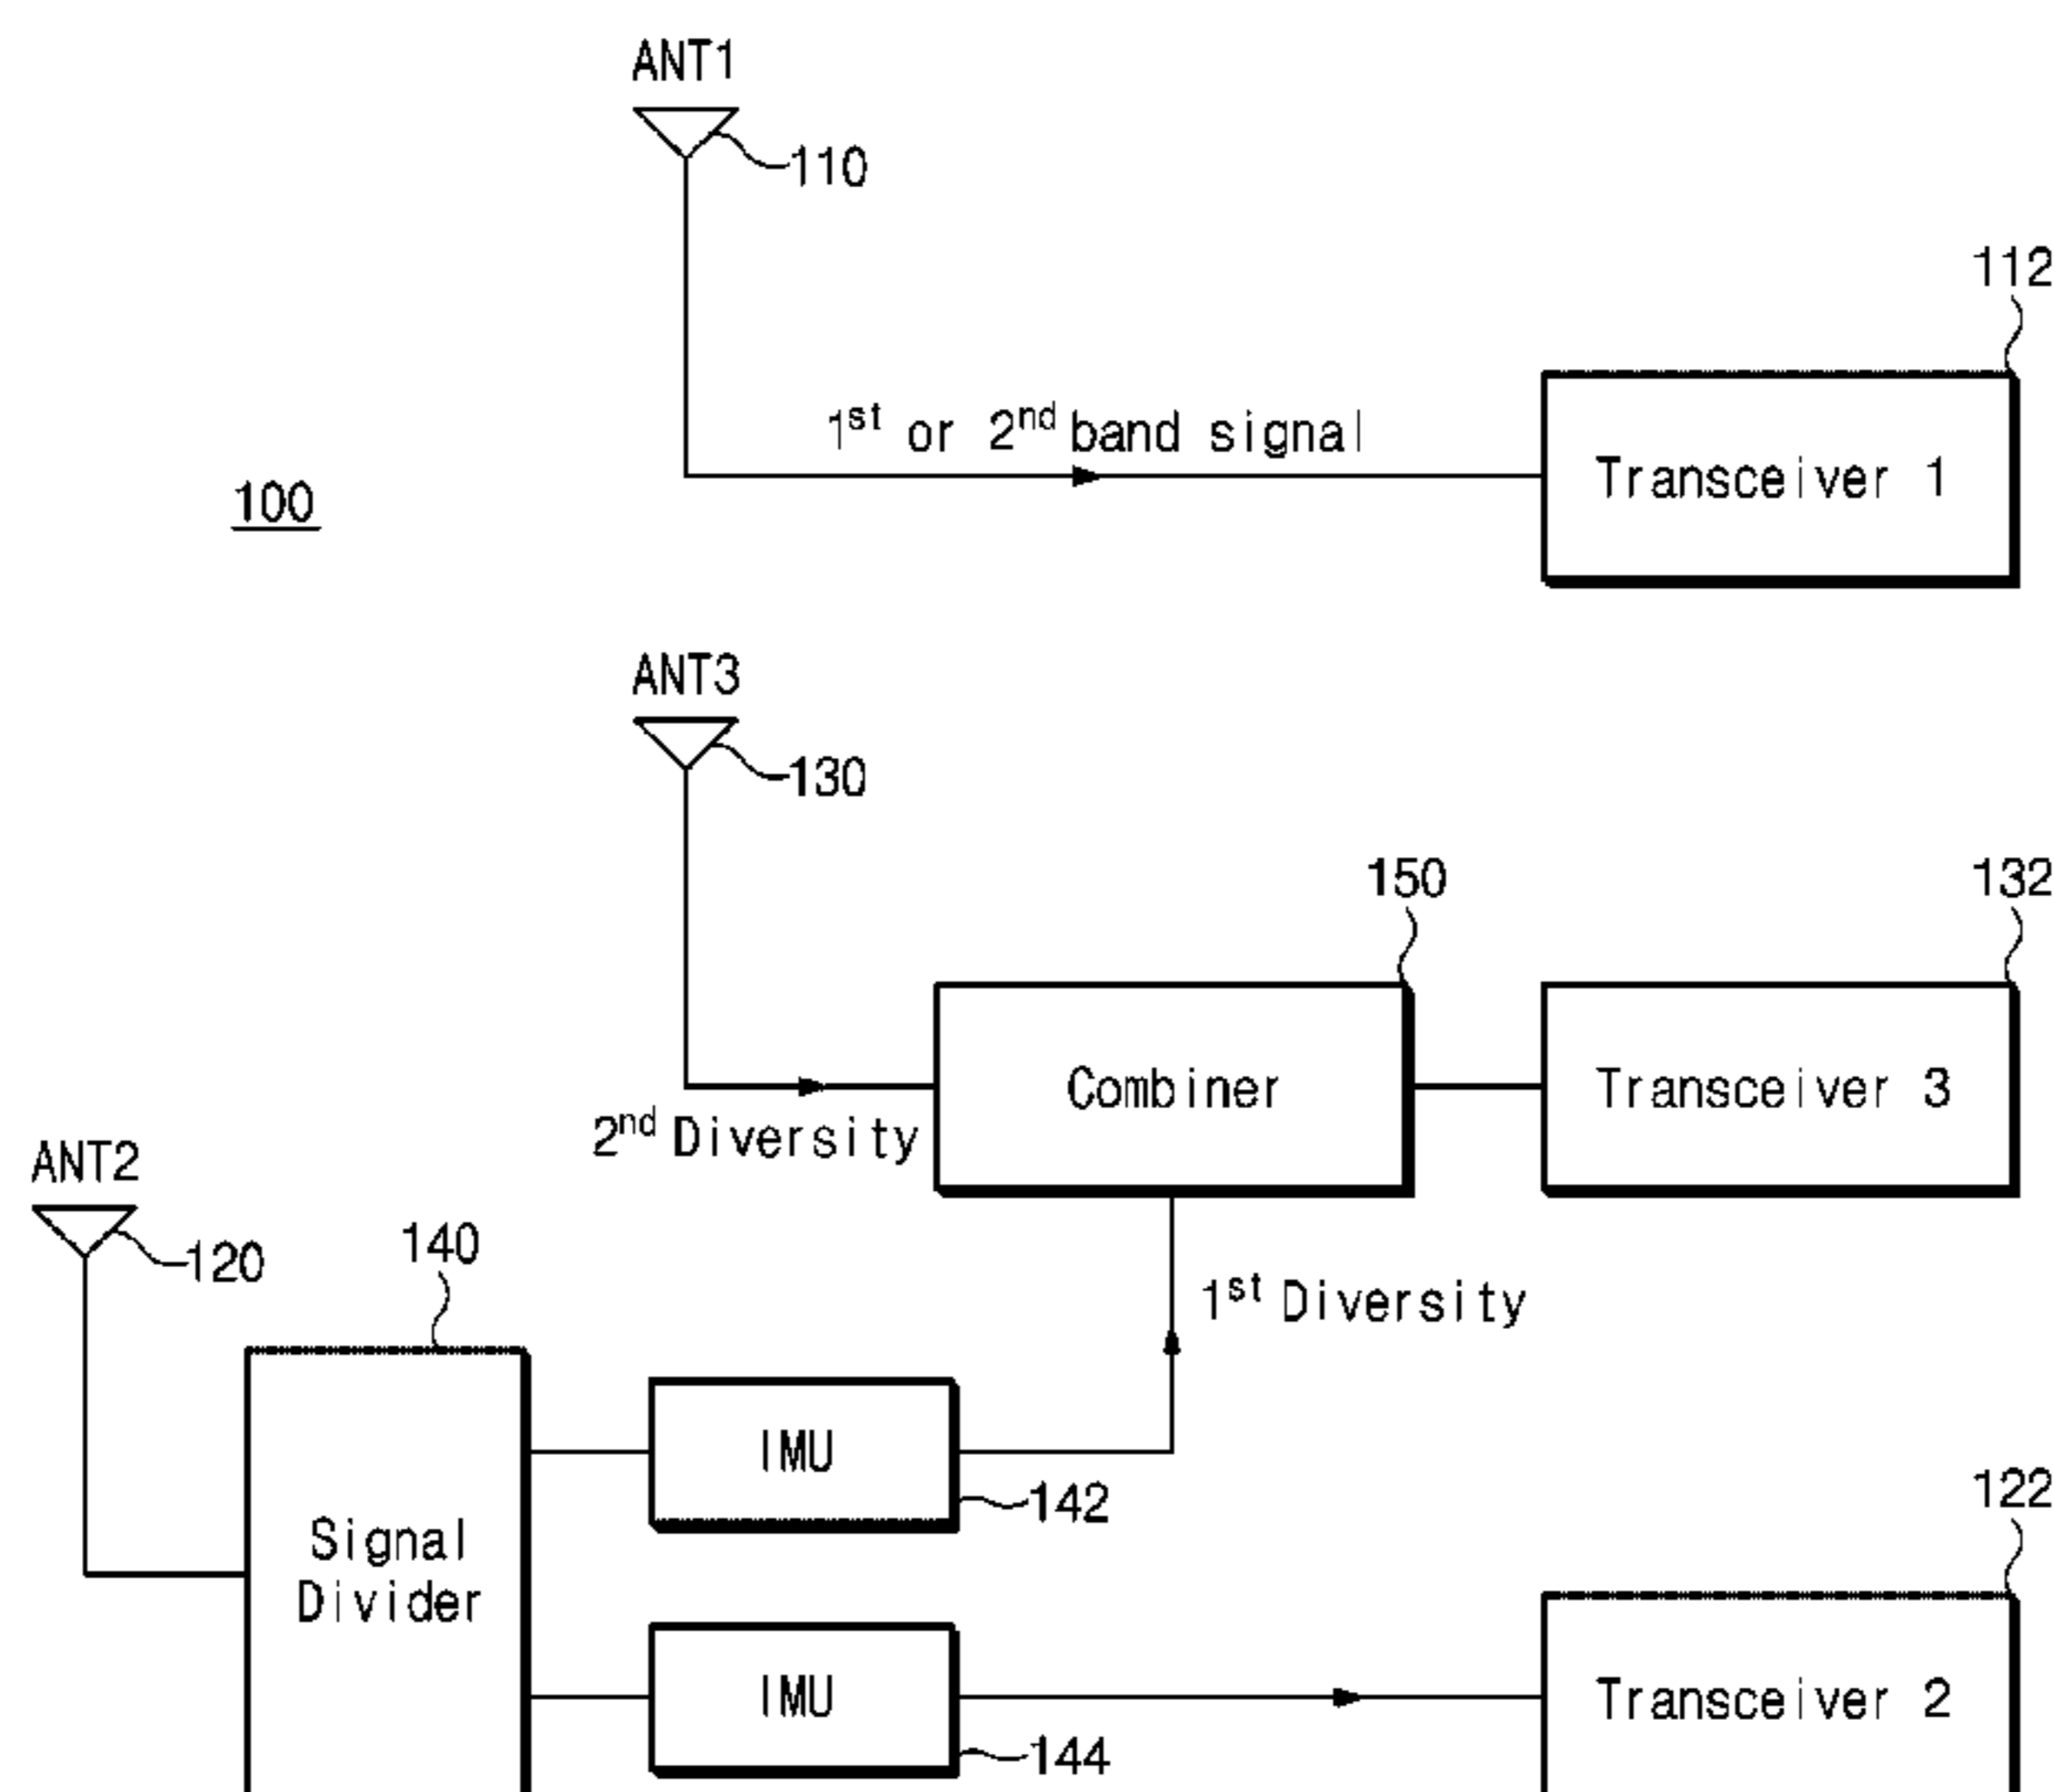 ANT1
110
112
1st or 2nd band signal
Transceiver 1
100
ANT3
130
150
132
Combiner
Transceiver 3
2nd Diversity
ANT2
120
140
1st Diversity
IMU
142
122
Signal
Divider
IMU
Transceiver 2
144